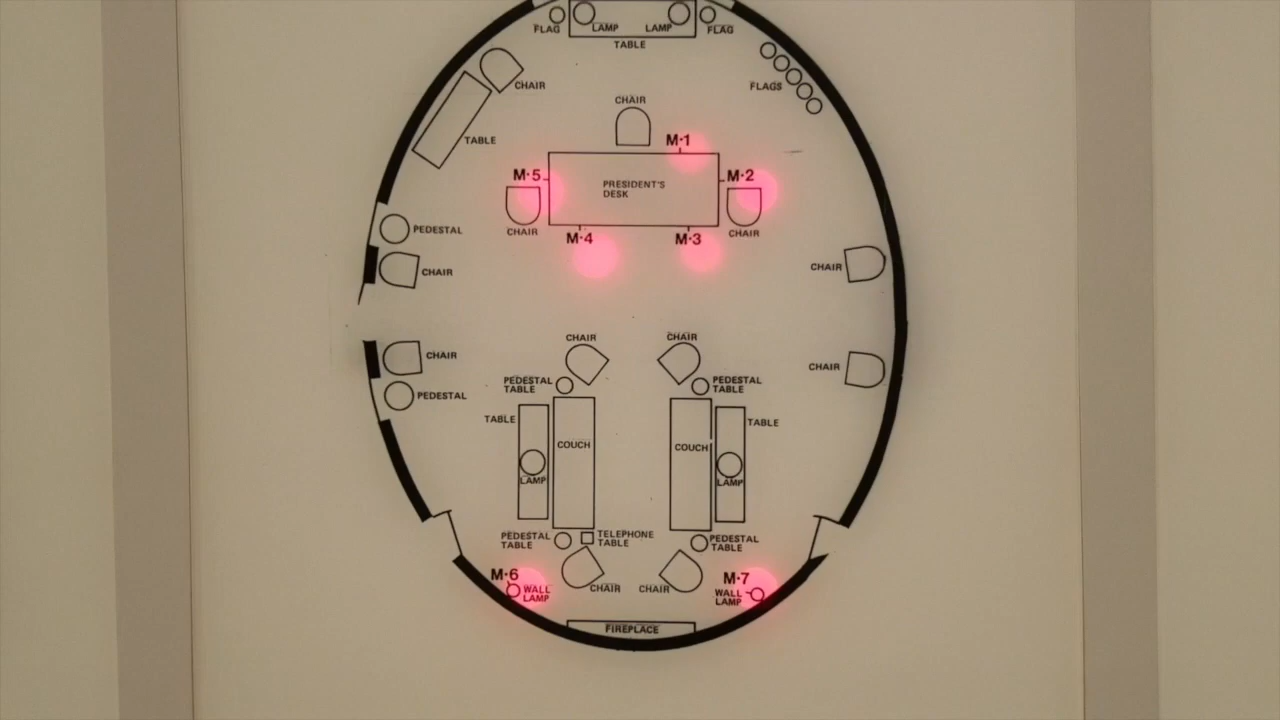 FLAG
LAMP
LAMP
FLAG
TABLE
CHAIR
FLAGS
CHAIR
TABLE
M·1
M·5
PRESIDENT'S
DESK
M·2
CHAIR
CHAIR
M·4
M·3
PEDESTAL
CHAIR
CHAIR
CHAIR
CHAIR
CHAIR
PEDESTAL
CHAIR
PEDESTAL
TABLE
PEDESTAL
TABLE
TABLE
COUCH
LAMP
COUCH
TABLE
LAMP
PEDESTAL
TABLE
TELEPHONE
TABLE
PEDESTAL
TABLE
M·6
WALL
LAMP
CHAIR
CHAIR
M·7
WALL
LAMP
FIREPLACE